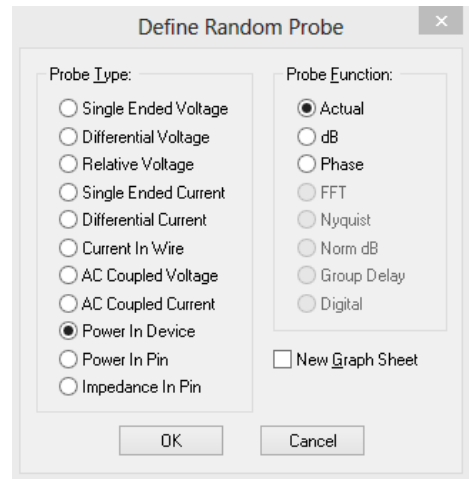 Define Random Probe
Probe Type:
Single Ended Voltage
Differential Voltage
Relative Voltage
Single Ended Current
Differential Current
Current In Wire
AC Coupled Voltage
AC Coupled Current
Power In Device
Power In Pin
Impedance In Pin
Probe Function:
Actual
dB
Phase
FFT
Nyquist
Norm dB
Group Delay
Digital
New Graph Sheet
OK
Cancel